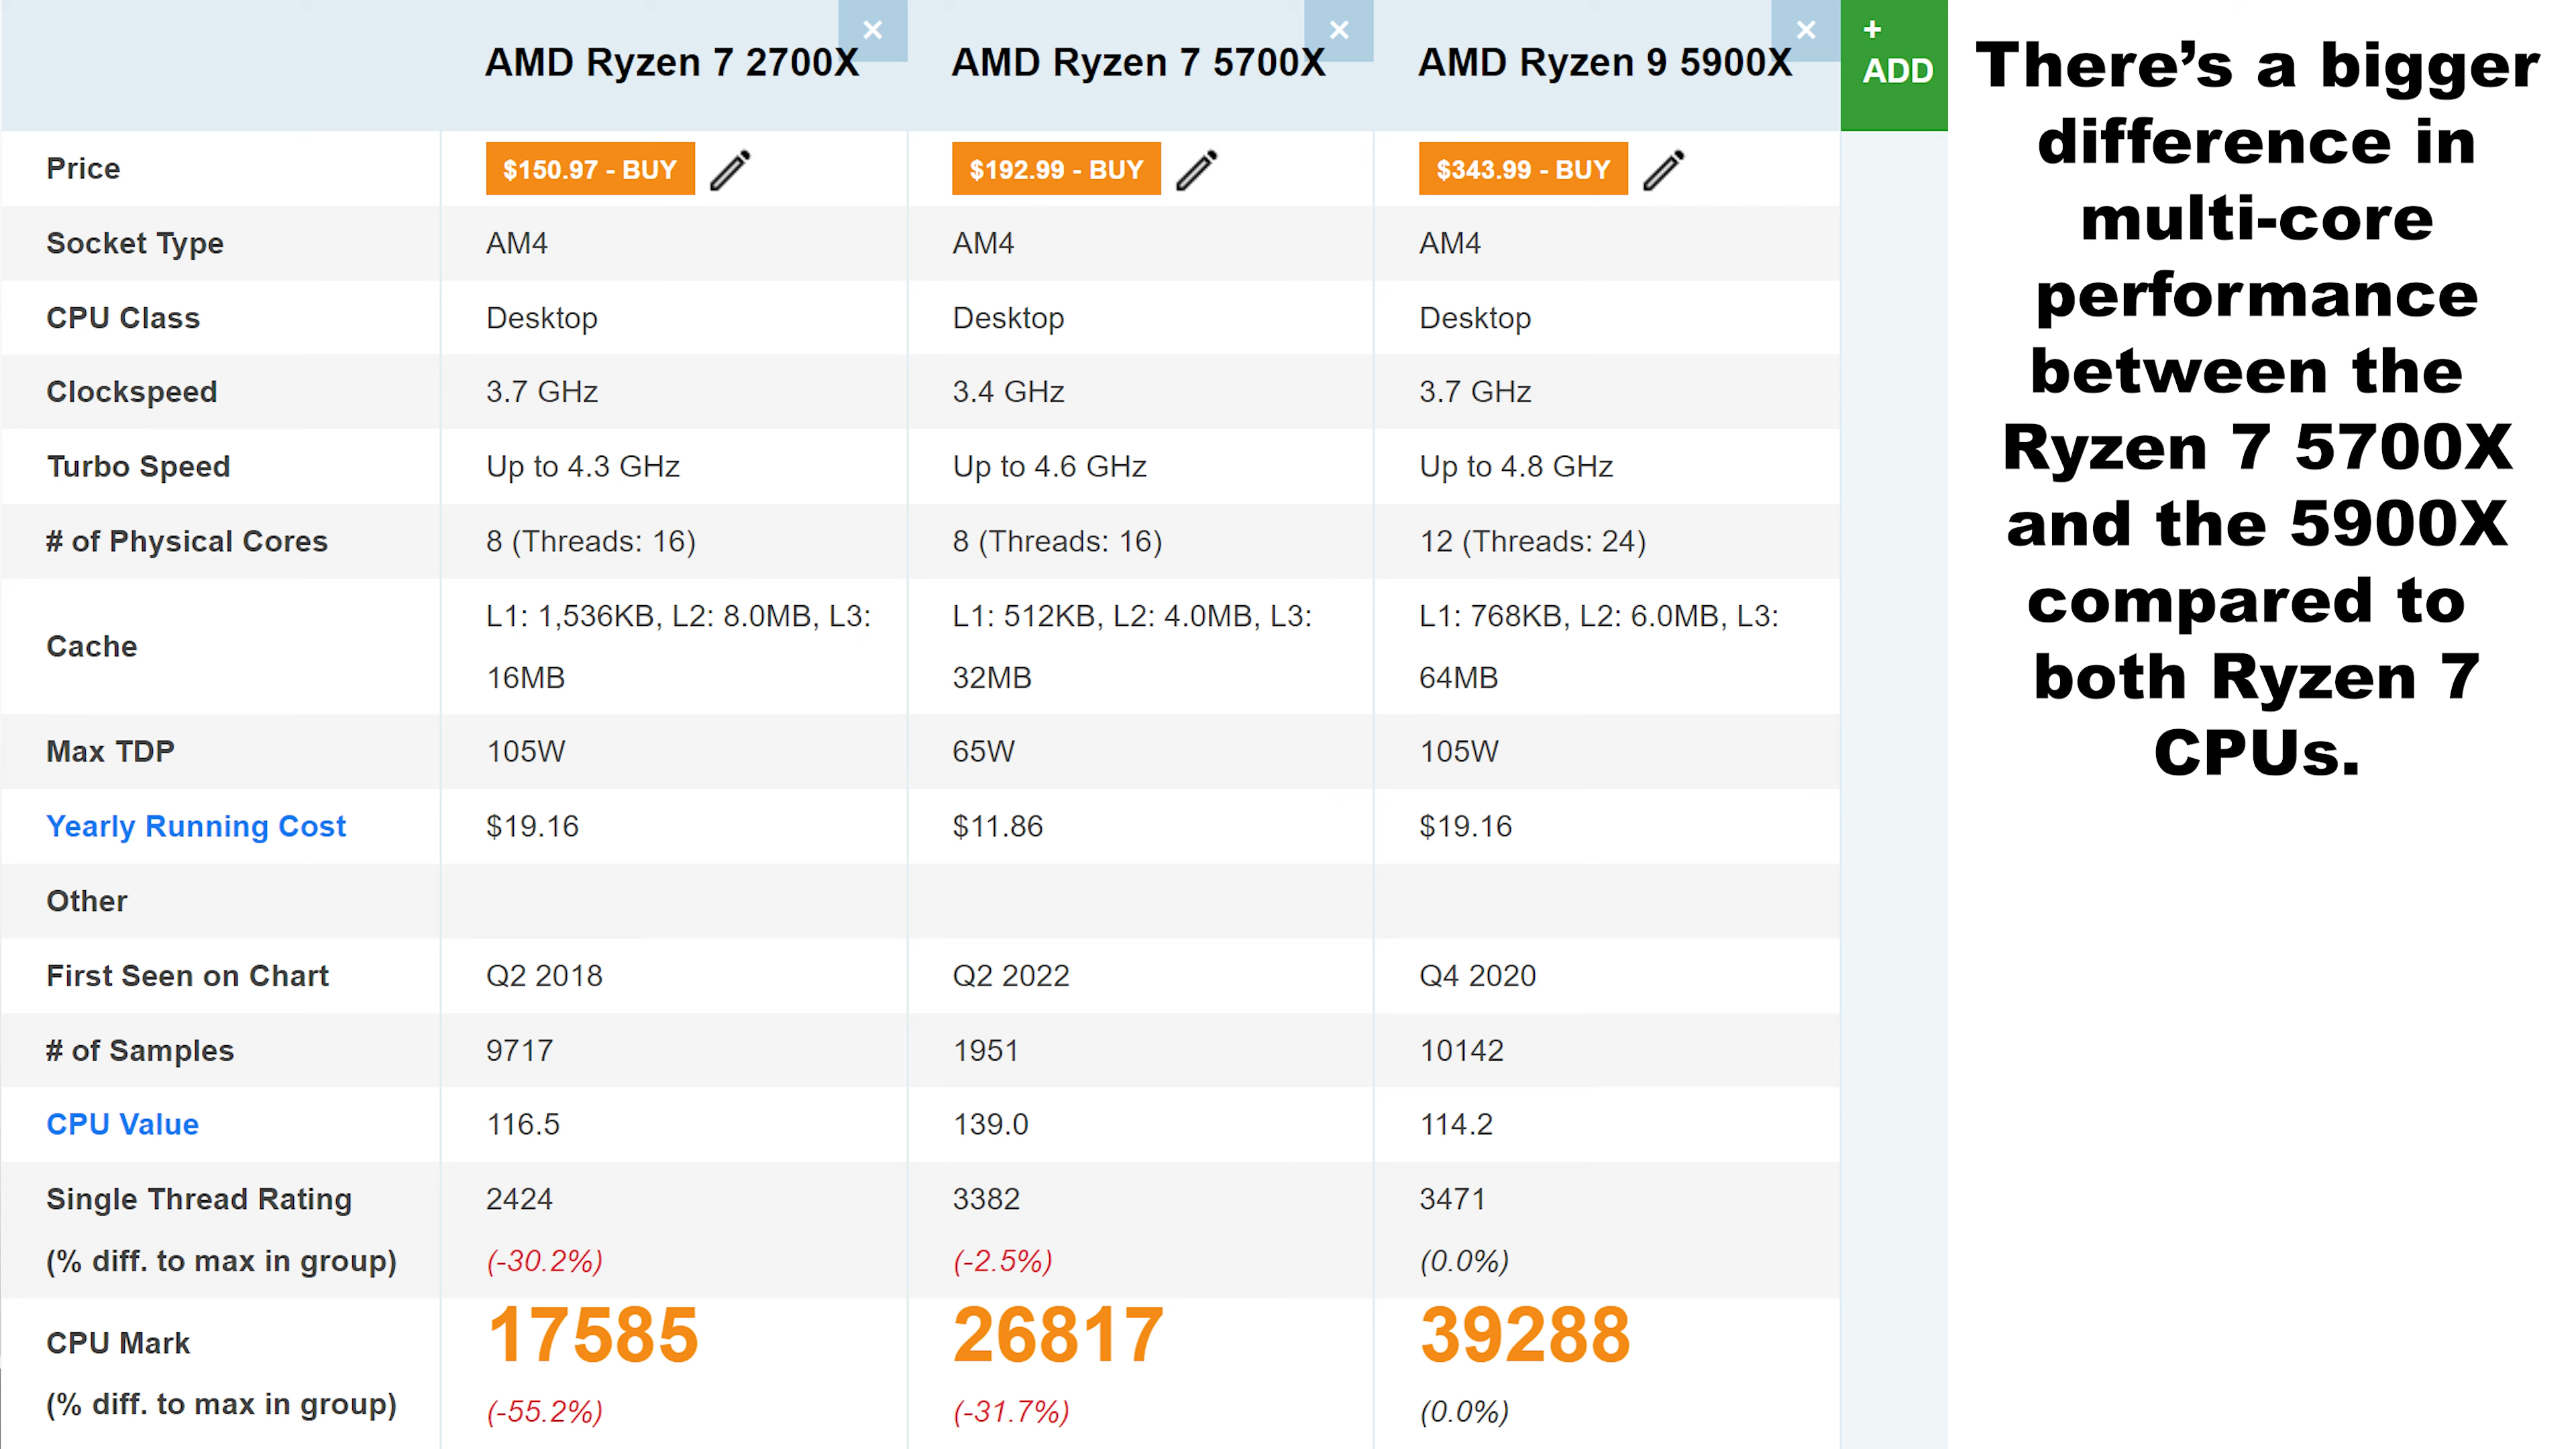 AMD Ryzen 7 2700X × AMD Ryzen 7 5700X × AMD Ryzen 9 5900X × + ADD
Price $150.97 - BUY $192.99 - BUY $343.99 - BUY
Socket Type AM4 AM4 AM4
CPU Class Desktop Desktop Desktop
Clockspeed 3.7 GHz 3.4 GHz 3.7 GHz
Turbo Speed Up to 4.3 GHz Up to 4.6 GHz Up to 4.8 GHz
# of Physical Cores 8 (Threads: 16) 8 (Threads: 16) 12 (Threads: 24)
Cache L1: 1,536KB, L2: 8.0MB, L3: 16MB L1: 512KB, L2: 4.0MB, L3: 32MB L1: 768KB, L2: 6.0MB, L3: 64MB
Max TDP 105W 65W 105W
Yearly Running Cost $19.16 $11.86 $19.16
Other
First Seen on Chart Q2 2018 Q2 2022 Q4 2020
# of Samples 9717 1951 10142
CPU Value 116.5 139.0 114.2
Single Thread Rating 2424 3382 3471
(% diff. to max in group) (-30.2%) (-2.5%) (0.0%)
CPU Mark 17585 26817 39288
(% diff. to max in group) (-55.2%) (-31.7%) (0.0%)
There's a bigger
difference in
multi-core
performance
between the
Ryzen 7 5700X
and the 5900X
compared to
both Ryzen 7
CPUs.